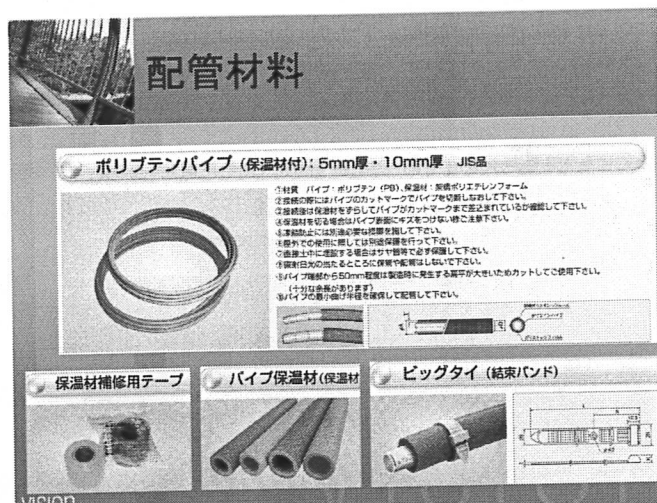 配管材料
ポリブテンパイプ(保温材付):5mm厚・10mm厚 JIS品
①材質 パイプ:ポリブテン(PB)、保温材:架橋ポリエチレンフォーム
②接続の際にはパイプのカットマークでパイプを切断しなおして下さい。
③接続後は保温材をずらしてパイプがカットマークまで差込まれているか確認して下さい。
④保温材を切る場合はパイプ表面にキズをつけない様ご注意下さい。
⑤凍結防止には別途必要な措置を施して下さい。
⑥屋外での使用に際しては別途保護を行って下さい。
⑦直接土中に埋設する場合はサヤ管等で必ず保護して下さい。
⑧直射日光の当たるところに保管や配管はしないで下さい。
⑨パイプ端部から50mm程度は製造時に発生する扁平が大きいためカットしてご使用下さい。
(十分な余長があります)
⑩パイプの最小曲げ半径を確保して配管して下さい。
保温材補修用テープ
パイプ保温材(保温材
ビッグタイ(結束バンド)
VISION